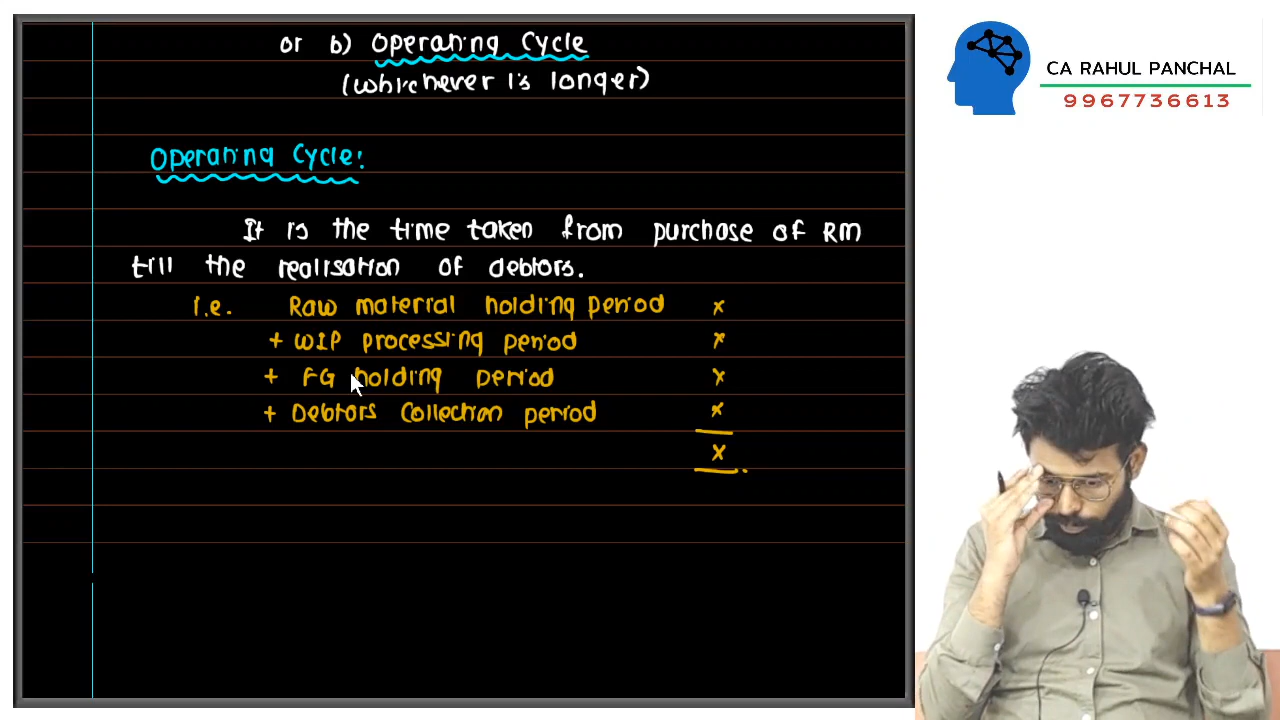 or b) Operating Cycle
(whichever is longer)
Operating Cycle:
It is the time taken from purchase of RM
till the realisation of debtors.
i.e. Raw material holding period x
+ WIP processing period x
+ FG holding period x
+ Debtors Collection period x
x
CA RAHUL PANCHAL
9967736613